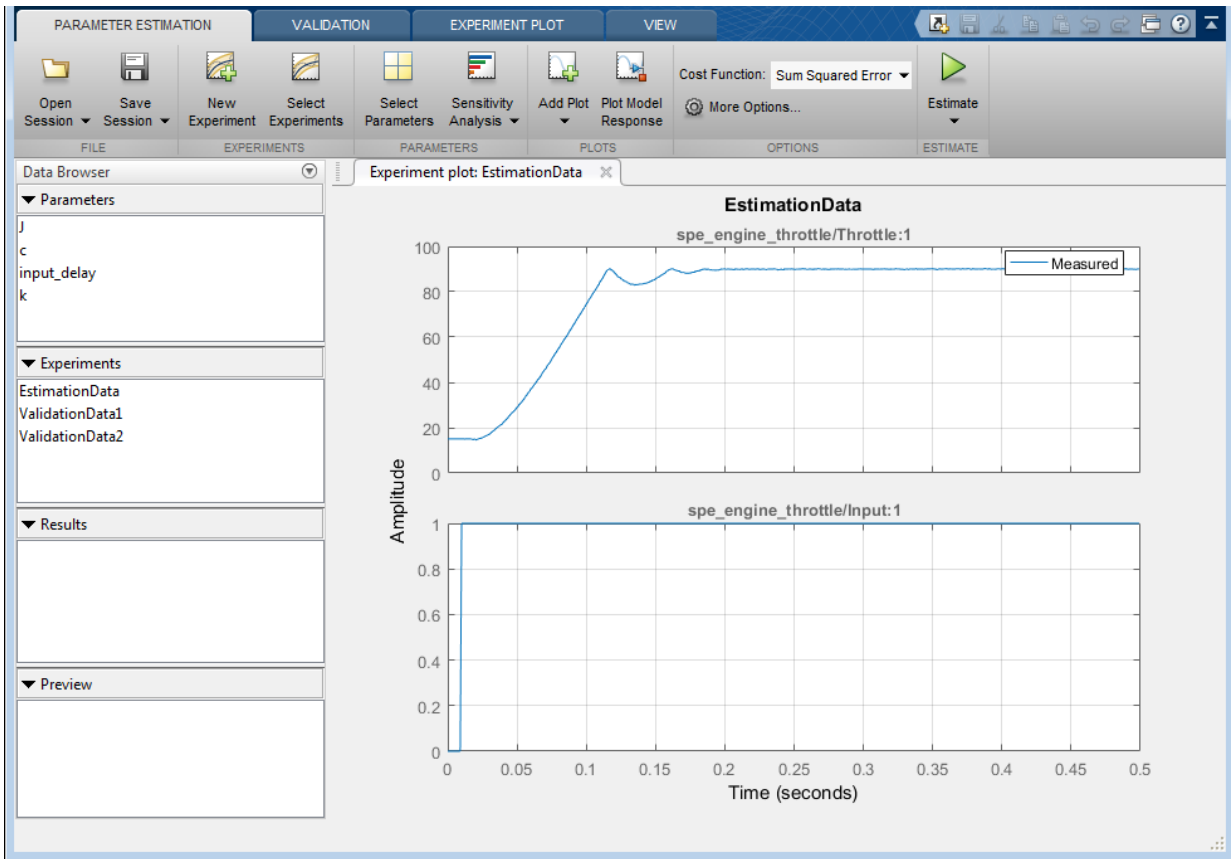 PARAMETER ESTIMATION VALIDATION EXPERIMENT PLOT VIEW
Open Session Save Session New Experiment Select Experiments Select Parameters Sensitivity Analysis Add Plot Plot Model Response Cost Function: Sum Squared Error More Options... Estimate
FILE EXPERIMENTS PARAMETERS PLOTS OPTIONS ESTIMATE
Data Browser
Parameters
J
c
input_delay
k
Experiments
EstimationData
ValidationData1
ValidationData2
Results
Preview
Experiment plot: EstimationData
EstimationData
spe_engine_throttle/Throttle:1
Measured
100
80
60
40
20
0
Amplitude
spe_engine_throttle/Input:1
1
0.8
0.6
0.4
0.2
0
0 0.05 0.1 0.15 0.2 0.25 0.3 0.35 0.4 0.45 0.5
Time (seconds)